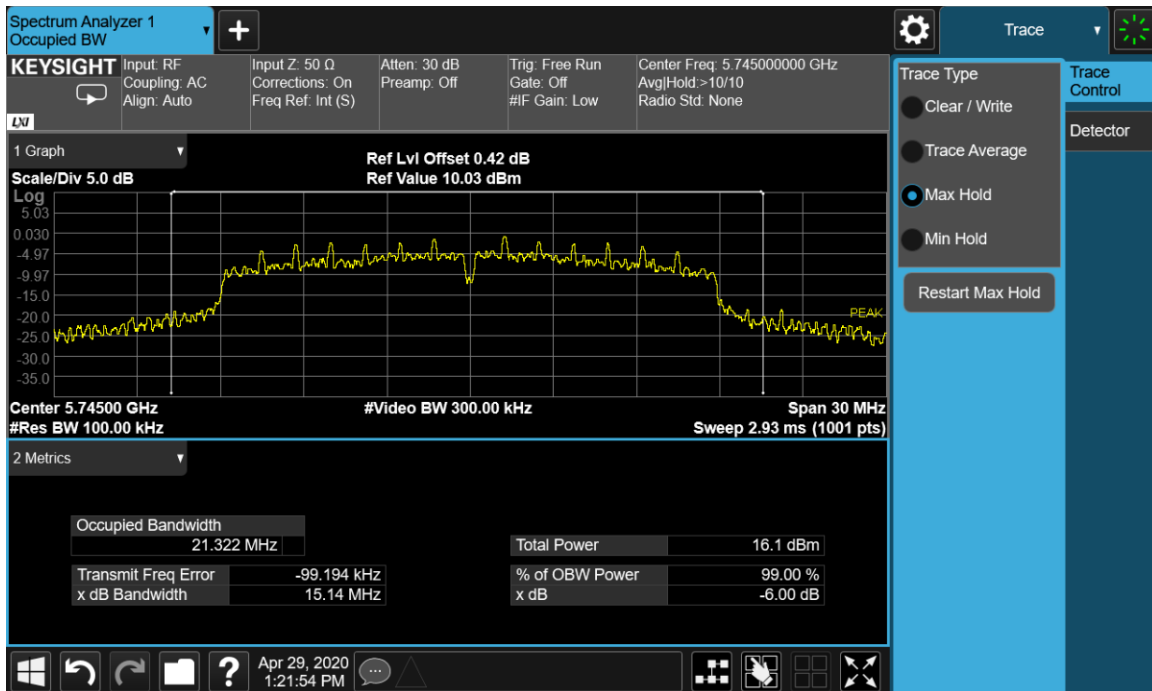 Spectrum Analyzer 1
Occupied BW
Trace
KEYSIGHT
LXI
Input: RF
Coupling: AC
Align: Auto
Input Z: 50 Ω
Corrections: On
Freq Ref: Int (S)
Atten: 30 dB
Preamp: Off
Trig: Free Run
Gate: Off
#IF Gain: Low
Center Freq: 5.745000000 GHz
Avg|Hold:>10/10
Radio Std: None
1 Graph
Scale/Div 5.0 dB
Ref Lvl Offset 0.42 dB
Ref Value 10.03 dBm
Log
5.03
0.030
-4.97
-9.97
-15.0
-20.0
-25.0
-30.0
-35.0
PEAK
Center 5.74500 GHz
#Video BW 300.00 kHz
Span 30 MHz
#Res BW 100.00 kHz
Sweep 2.93 ms (1001 pts)
2 Metrics
Occupied Bandwidth
21.322 MHz
Total Power 16.1 dBm
Transmit Freq Error -99.194 kHz
% of OBW Power 99.00 %
x dB Bandwidth 15.14 MHz
x dB -6.00 dB
Trace Type
Clear / Write
Trace Average
Max Hold
Min Hold
Restart Max Hold
Trace
Control
Detector
?
Apr 29, 2020
1:21:54 PM